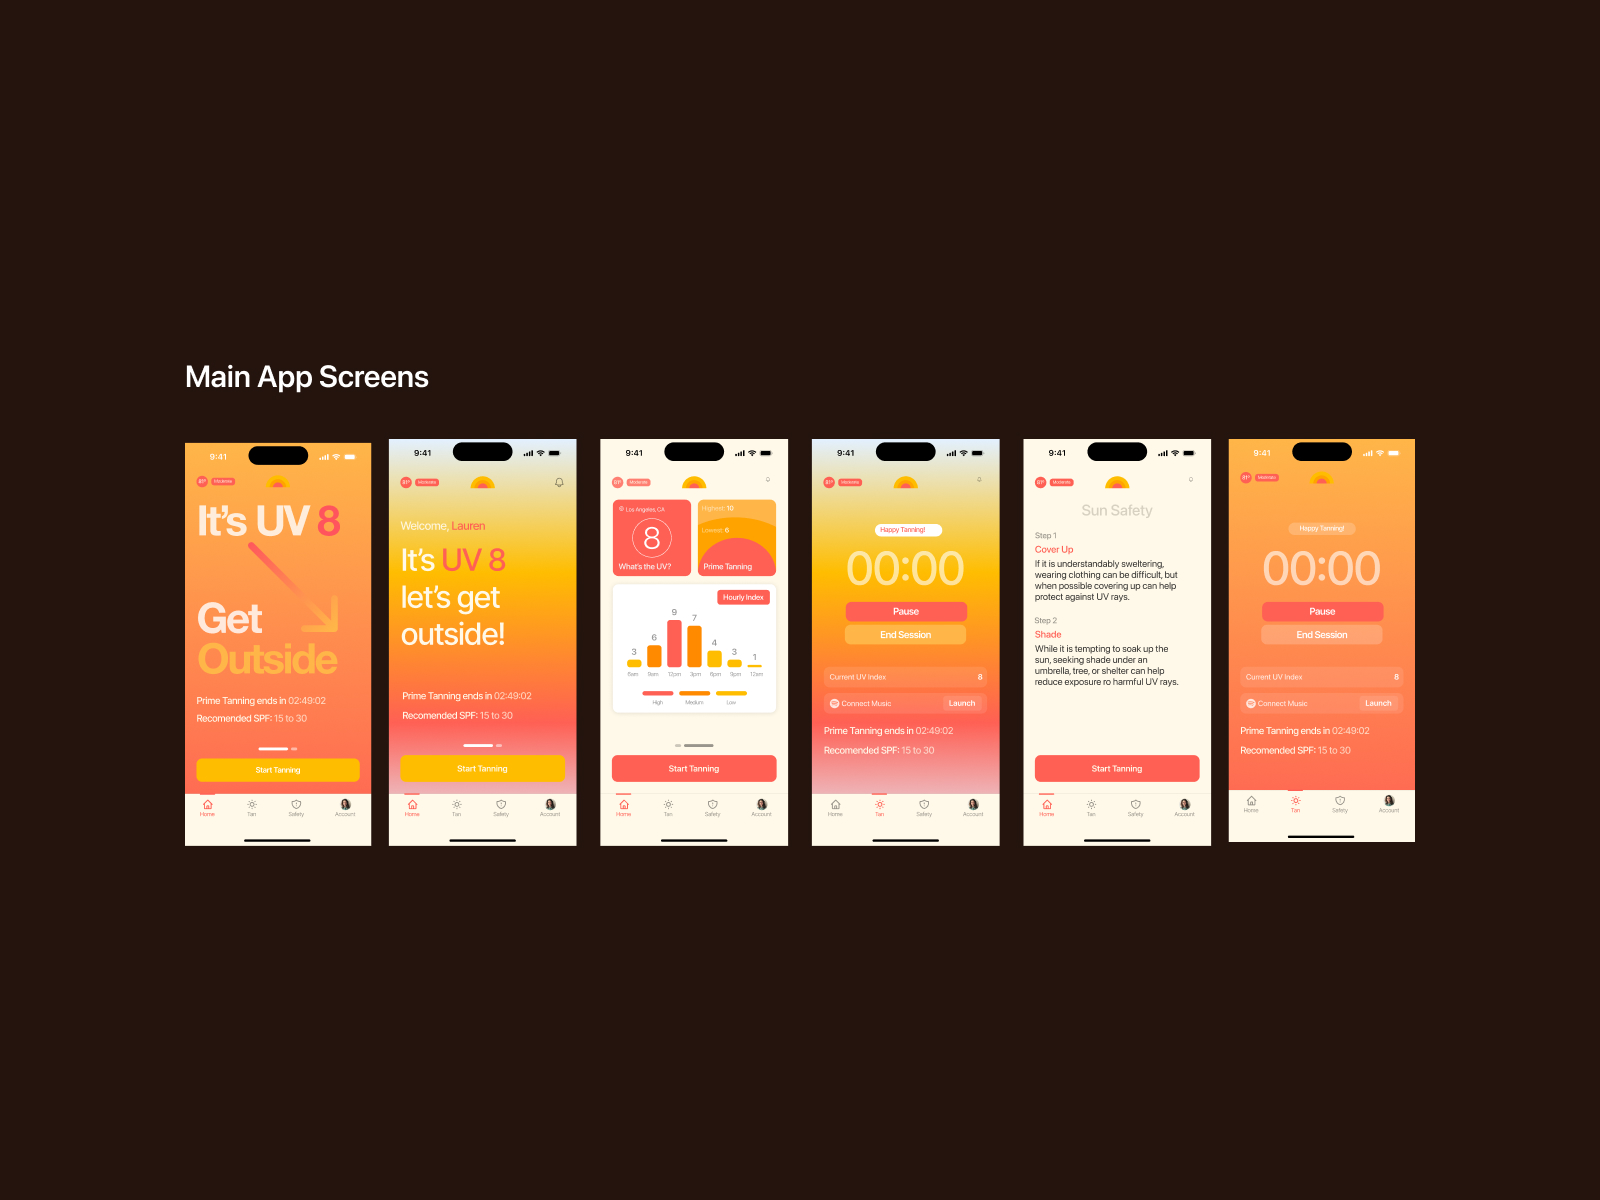 Main App Screens
9:41
81°
Moderate
It's UV 8
Get
Outside
Prime Tanning ends in 02:49:02
Recomended SPF: 15 to 30
Start Tanning
Home
Tan
Safety
Account
9:41
81°
Moderate
Welcome, Lauren
It's UV 8
let's get
outside!
Prime Tanning ends in 02:49:02
Recomended SPF: 15 to 30
Start Tanning
Home
Tan
Safety
Account
9:41
81°
Moderate
Los Angeles, CA
8
What's the UV?
Highest: 10
Lowest: 6
Prime Tanning
Hourly Index
3 6 9 7 4 3 1
6am 9am 12pm 3pm 6pm 9pm 12am
High Medium Low
Start Tanning
Home
Tan
Safety
Account
9:41
81°
Moderate
Happy Tanning!
00:00
Pause
End Session
Current UV Index 8
Connect Music Launch
Prime Tanning ends in 02:49:02
Recomended SPF: 15 to 30
Home
Tan
Safety
Account
9:41
81°
Moderate
Sun Safety
Step 1
Cover Up
If it is understandably sweltering,
wearing clothing can be difficult, but
when possible covering up can help
protect against UV rays.
Step 2
Shade
While it is tempting to soak up the
sun, seeking shade under an
umbrella, tree, or shelter can help
reduce exposure ro harmful UV rays.
Start Tanning
Home
Tan
Safety
Account
9:41
81°
Moderate
Happy Tanning!
00:00
Pause
End Session
Current UV Index 8
Connect Music Launch
Prime Tanning ends in 02:49:02
Recomended SPF: 15 to 30
Home
Tan
Safety
Account